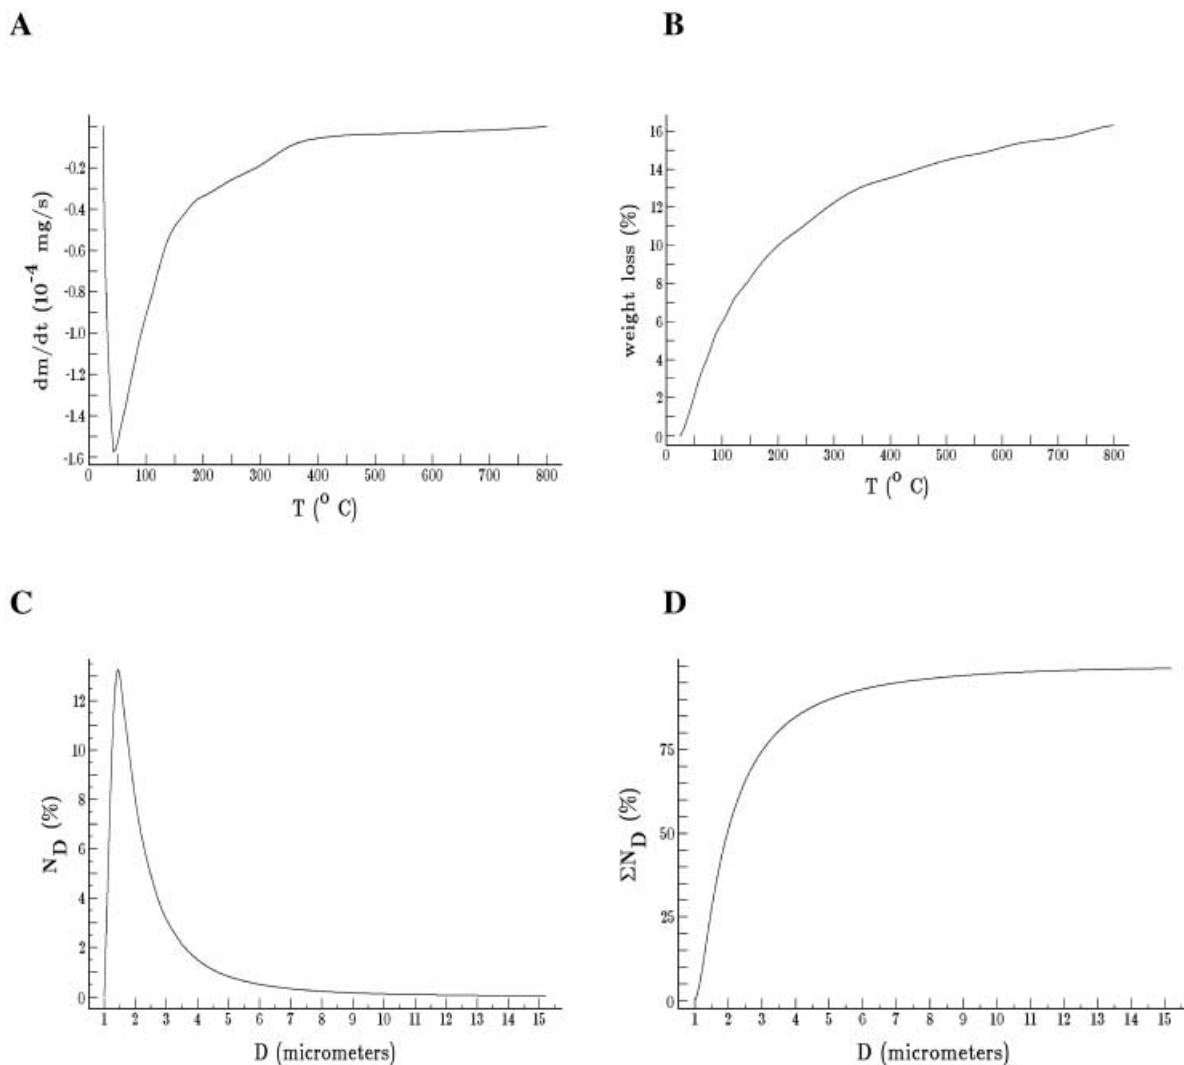 A
B
-0.2
-0.4
-0.6
-0.8
-1.0
-1.2
-1.4
-1.6
dm/dt (10⁻⁴ mg/s)
0 100 200 300 400 500 600 700 800
T (° C)
16
14
12
10
8
6
4
2
0
weight loss (%)
0 100 200 300 400 500 600 700 800
T (° C)
C
D
12
10
8
6
4
2
0
N_D (%)
1 2 3 4 5 6 7 8 9 10 11 12 13 14 15
D (micrometers)
75
50
25
0
ΣN_D (%)
1 2 3 4 5 6 7 8 9 10 11 12 13 14 15
D (micrometers)